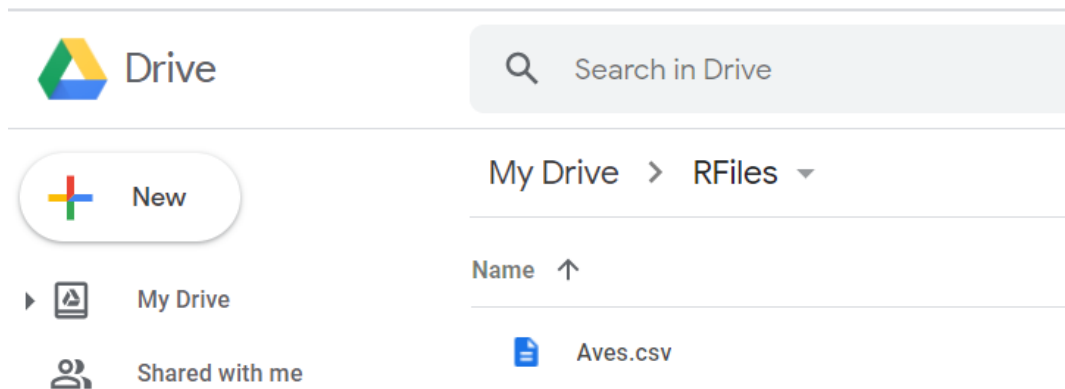 Drive
Search in Drive
New
My Drive > RFiles
Name
My Drive
Aves.csv
Shared with me